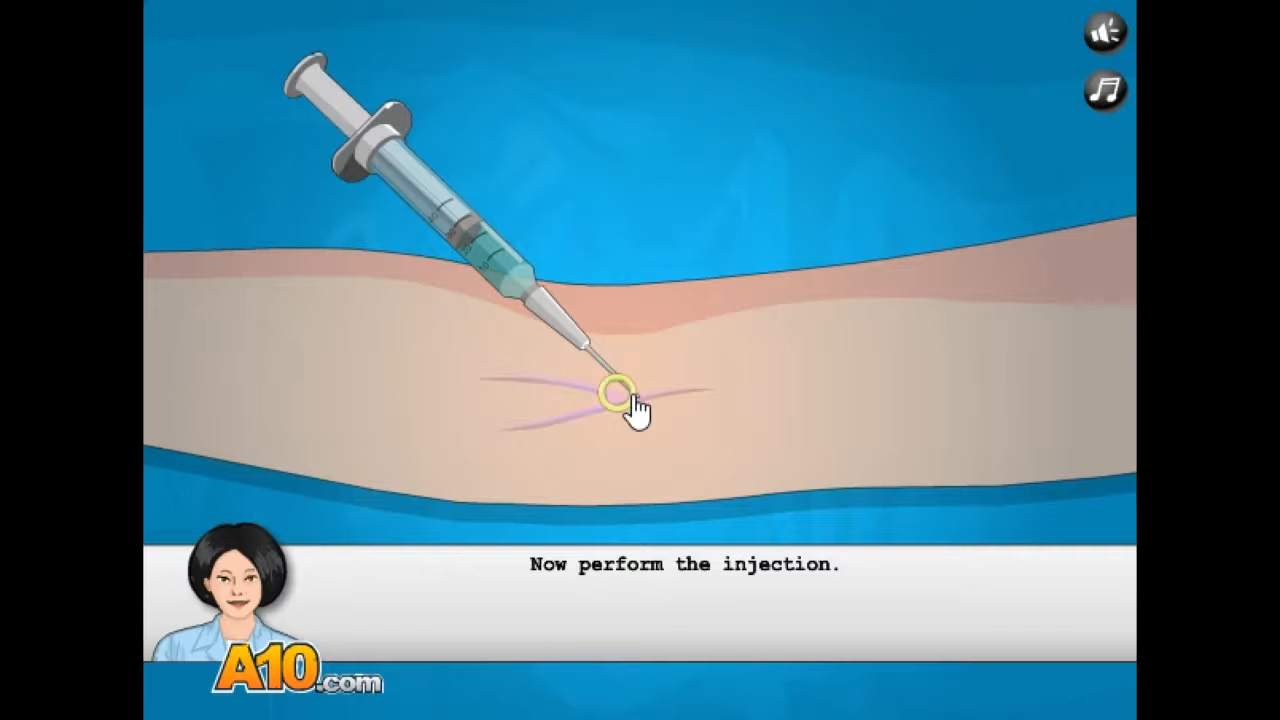 Now perform the injection.
A10.com